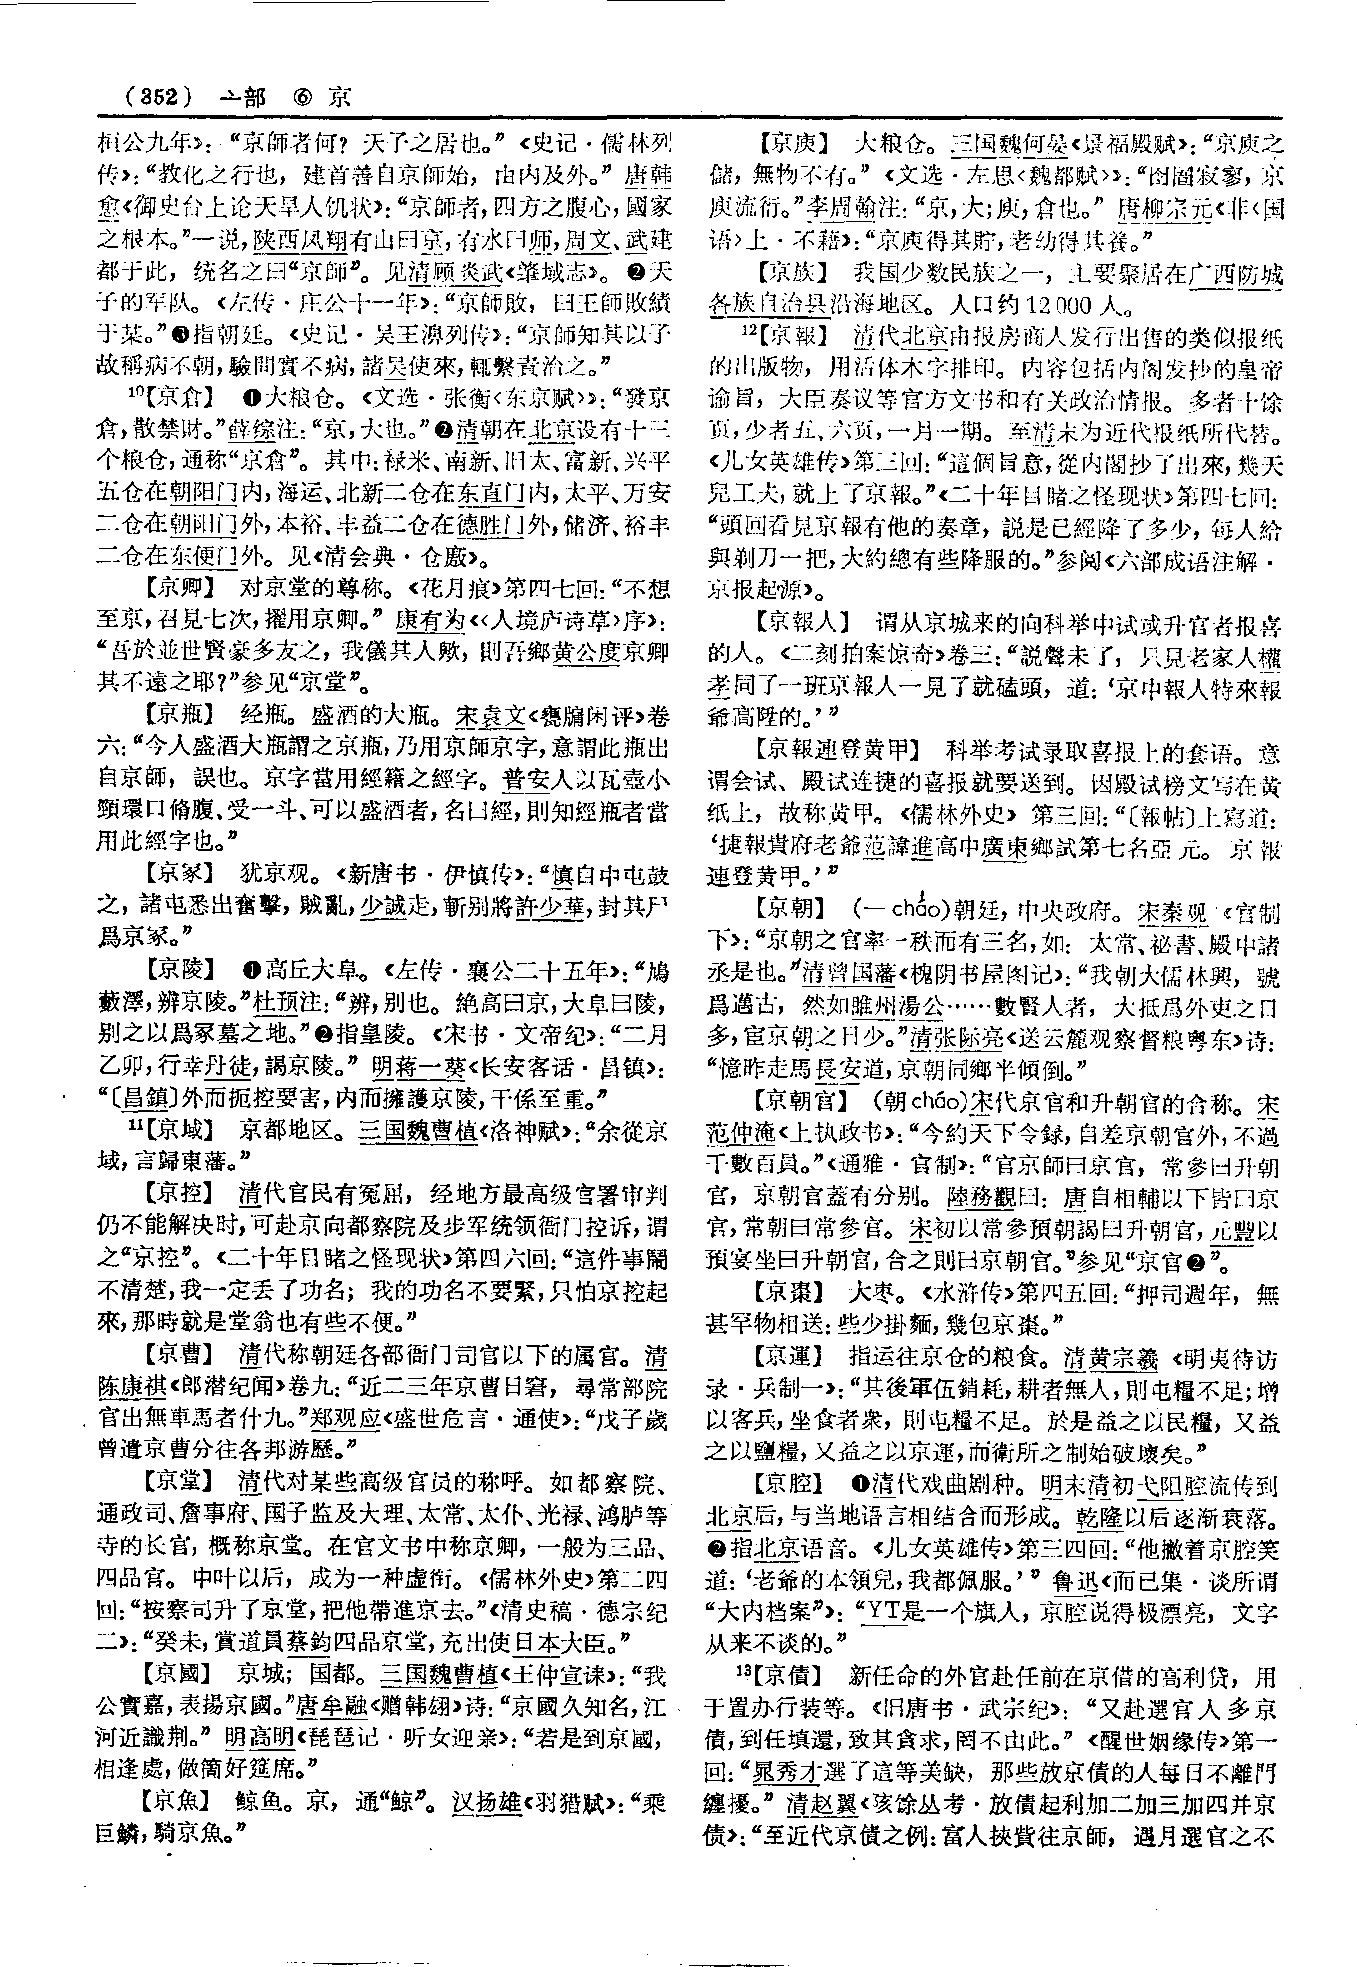 (352) 亠部 ⑥ 京
桓公九年》：“京師者何？天子之居也。”《史记·儒林列
传》：“教化之行也，建首善自京師始，由内及外。”唐韩
愈《御史台上论天旱人饥状》：“京師者，四方之腹心，國家
之根本。”一说，陕西凤翔有山曰京，有水曰师，周文、武建
都于此，统名之曰“京師”。见清顾炎武《肇域志》。❷天
子的军队。《左传·庄公十一年》：“京師敗，曰王師敗績
于某。”❸指朝廷。《史记·吴王濞列传》：“京師知其以子
故稱病不朝，驗問實不病，諸吴使來，輒繫責治之。”
10【京倉】 ❶大粮仓。《文选·张衡〈东京赋〉》：“發京
倉，散禁財。”薛综注：“京，大也。”❷清朝在北京设有十三
个粮仓，通称“京倉”。其中：禄米、南新、旧太、富新、兴平
五仓在朝阳门内，海运、北新二仓在东直门内，太平、万安
二仓在朝阳门外，本裕、丰益二仓在德胜门外，储济、裕丰
二仓在东便门外。见《清会典·仓廒》。
【京卿】 对京堂的尊称。《花月痕》第四七回：“不想
至京，召見七次，擢用京卿。”康有为《〈人境庐诗草〉序》：
“吾於並世賢豪多友之，我儀其人歟，則吾鄉黄公度京卿
其不遠之耶？”参见“京堂”。
【京瓶】 经瓶。盛酒的大瓶。宋袁文《甕牖闲评》卷
六：“今人盛酒大瓶謂之京瓶，乃用京師京字，意謂此瓶出
自京師，誤也。京字當用經籍之經字。普安人以瓦壺小
頸環口脩腹、受一斗、可以盛酒者，名曰經，則知經瓶者當
用此經字也。”
【京冢】 犹京观。《新唐书·伊慎传》：“慎自中屯鼓
之，諸屯悉出奮擊，賊亂，少誠走，斬别將許少華，封其尸
爲京冢。”
【京陵】 ❶高丘大阜。《左传·襄公二十五年》：“鳩
藪澤，辨京陵。”杜预注：“辨，别也。絶高曰京，大阜曰陵，
别之以爲冢墓之地。”❷指皇陵。《宋书·文帝纪》：“二月
乙卯，行幸丹徒，謁京陵。”明蒋一葵《长安客话·昌镇》：
“〔昌鎮〕外而扼控要害，内而擁護京陵，干係至重。”
11【京域】 京都地区。三国魏曹植《洛神赋》：“余從京
域，言歸東藩。”
【京控】 清代官民有冤屈，经地方最高级官署审判
仍不能解决时，可赴京向都察院及步军统领衙门控诉，谓
之“京控”。《二十年目睹之怪现状》第四六回：“這件事鬧
不清楚，我一定丢了功名；我的功名不要緊，只怕京控起
來，那時就是堂翁也有些不便。”
【京曹】 清代称朝廷各部衙门司官以下的属官。清
陈康祺《郎潜纪闻》卷九：“近二三年京曹日窘，尋常部院
官出無車馬者什九。”郑观应《盛世危言·通使》：“戊子歲
曾遣京曹分往各邦游歷。”
【京堂】 清代对某些高级官员的称呼。如都察院、
通政司、詹事府、国子监及大理、太常、太仆、光禄、鸿胪等
寺的长官，概称京堂。在官文书中称京卿，一般为三品、
四品官。中叶以后，成为一种虚衔。《儒林外史》第二四
回：“按察司升了京堂，把他帶進京去。”《清史稿·德宗纪
二》：“癸未，賞道員蔡鈞四品京堂，充出使日本大臣。”
【京國】 京城；国都。三国魏曹植《王仲宣诔》：“我
公實嘉，表揚京國。”唐牟融《赠韩翃》诗：“京國久知名，江
河近識荆。”明高明《琵琶记·听女迎亲》：“若是到京國，
相逢處，做箇好筵席。”
【京魚】 鲸鱼。京，通“鲸”。汉扬雄《羽猎赋》：“乘
巨鱗，騎京魚。”
【京庾】 大粮仓。三国魏何晏《景福殿赋》：“京庾之
儲，無物不有。”《文选·左思〈魏都赋〉》：“囹圄寂寥，京
庾流衍。”李周翰注：“京，大；庾，倉也。”唐柳宗元《非〈国
语〉上·不藉》：“京庾得其貯，老幼得其養。”
【京族】 我国少数民族之一，主要聚居在广西防城
各族自治县沿海地区。人口约12000人。
12【京報】 清代北京由报房商人发行出售的类似报纸
的出版物，用活体木字排印。内容包括内阁发抄的皇帝
谕旨，大臣奏议等官方文书和有关政治情报。多者十馀
页，少者五、六页，一月一期。至清末为近代报纸所代替。
《儿女英雄传》第三回：“這個旨意，從内閣抄了出來，幾天
兒工夫，就上了京報。”《二十年目睹之怪现状》第四七回：
“頭回看見京報有他的奏章，説是已經降了多少，每人給
與剃刀一把，大約總有些降服的。”参阅《六部成语注解·
京报起源》。
【京報人】 谓从京城来的向科举中试或升官者报喜
的人。《二刻拍案惊奇》卷三：“説聲未了，只見老家人權
孝同了一班京報人一見了就磕頭，道：‘京中報人特來報
爺高陞的。’”
【京報連登黄甲】 科举考试录取喜报上的套语。意
谓会试、殿试连捷的喜报就要送到。因殿试榜文写在黄
纸上，故称黄甲。《儒林外史》第三回：“〔報帖〕上寫道：
‘捷報貴府老爺范諱進高中廣東鄉試第七名亞元。京報
連登黄甲。’”
【京朝】 （—cháo）朝廷，中央政府。宋秦观《官制
下》：“京朝之官率一秩而有三名，如：太常、祕書、殿中諸
丞是也。”清曾国藩《槐阴书屋图记》：“我朝大儒林興，號
爲邁古，然如睢州湯公……數賢人者，大抵爲外吏之日
多，宦京朝之日少。”清张际亮《送云麓观察督粮粤东》诗：
“憶昨走馬長安道，京朝同鄉半傾倒。”
【京朝官】（朝cháo）宋代京官和升朝官的合称。宋
范仲淹《上执政书》：“今約天下令録，自差京朝官外，不過
千數百員。”《通雅·官制》：“官京師曰京官，常參曰升朝
官，京朝官蓋有分别。陸務觀曰：唐自相輔以下皆曰京
官，常朝曰常參官。宋初以常參預朝謁曰升朝官，元豐以
預宴坐曰升朝官，合之則曰京朝官。”参见“京官❷”。
【京棗】 大枣。《水浒传》第四五回：“押司週年，無
甚罕物相送：些少掛麵，幾包京棗。”
【京運】 指运往京仓的粮食。清黄宗羲《明夷待访
录·兵制一》：“其後軍伍銷耗，耕者無人，則屯糧不足；增
以客兵，坐食者衆，則屯糧不足。於是益之以民糧，又益
之以鹽糧，又益之以京運，而衛所之制始破壞矣。”
【京腔】 ❶清代戏曲剧种。明末清初弋阳腔流传到
北京后，与当地语言相结合而形成。乾隆以后逐渐衰落。
❷指北京语音。《儿女英雄传》第三四回：“他撇着京腔笑
道：‘老爺的本領兒，我都佩服。’”鲁迅《而已集·谈所谓
“大内档案”》：“YT是一个旗人，京腔说得极漂亮，文字
从来不谈的。”
13【京債】 新任命的外官赴任前在京借的高利贷，用
于置办行装等。《旧唐书·武宗纪》：“又赴選官人多京
債，到任填還，致其貪求，罔不由此。”《醒世姻缘传》第一
回：“晁秀才選了這等美缺，那些放京債的人每日不離門
纏擾。”清赵翼《陔馀丛考·放債起利加二加三加四并京
债》：“至近代京債之例：富人挾貲往京師，遇月選官之不